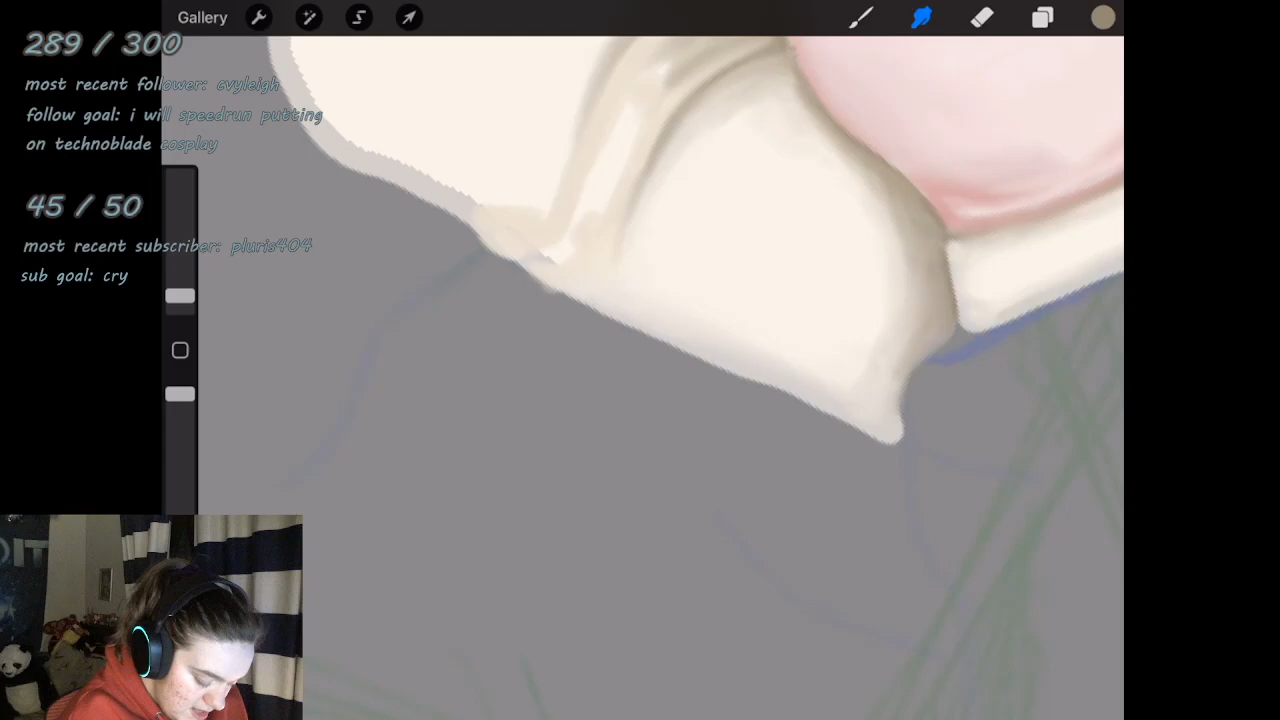 Gallery
289 / 300
most recent follower: cvyleigh
follow goal: i will speedrun putting
on technoblade cosplay
45 / 50
most recent subscriber: pluris404
sub goal: cry